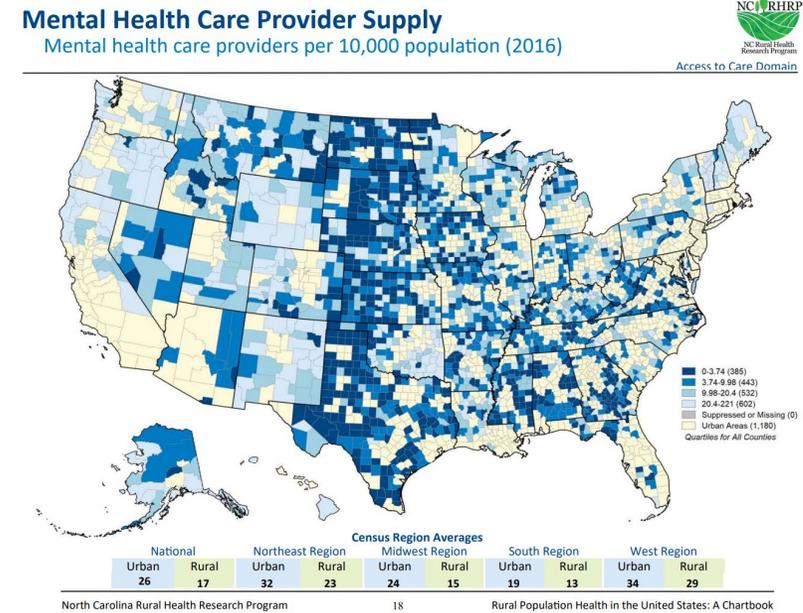 Mental Health Care Provider Supply
Mental health care providers per 10,000 population (2016)
NC RHRP
NC Rural Health
Research Program
Access to Care Domain
0-3.74 (385)
3.74-9.98 (443)
9.98-20.4 (532)
20.4-221 (602)
Suppressed or Missing (0)
Urban Areas (1,180)
Quartiles for All Counties
Census Region Averages
National Northeast Region Midwest Region South Region West Region
Urban Rural Urban Rural Urban Rural Urban Rural Urban Rural
26 17 32 23 24 15 19 13 34 29
North Carolina Rural Health Research Program 18 Rural Population Health in the United States: A Chartbook